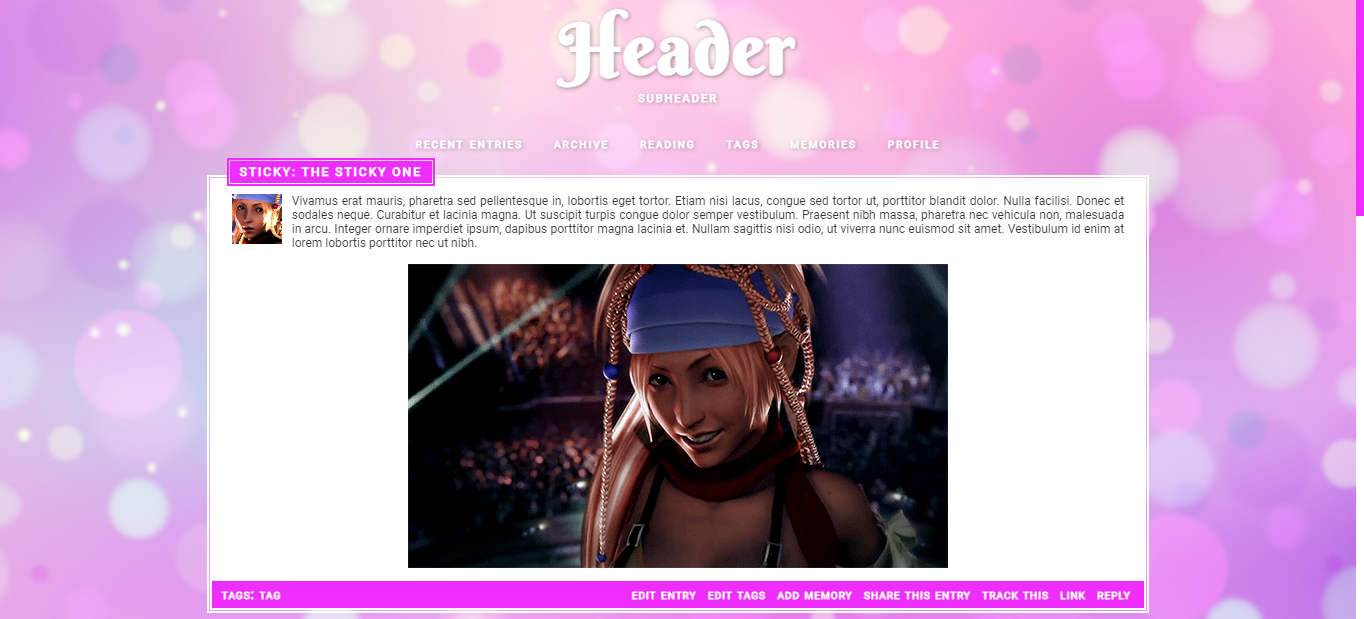 Header
SUBHEADER
RECENT ENTRIES ARCHIVE READING TAGS MEMORIES PROFILE
STICKY: THE STICKY ONE
Vivamus erat mauris, pharetra sed pellentesque in, lobortis eget tortor. Etiam nisi lacus, congue sed tortor ut, porttitor blandit dolor. Nulla facilisi. Donec et
sodales neque. Curabitur et lacinia magna. Ut suscipit turpis congue dolor semper vestibulum. Praesent nibh massa, pharetra nec vehicula non, malesuada
in arcu. Integer ornare imperdiet ipsum, dapibus porttitor magna lacinia et. Nullam sagittis nisi odio, ut viverra nunc euismod sit amet. Vestibulum id enim at
lorem lobortis porttitor nec ut nibh.
TAGS: TAG EDIT ENTRY EDIT TAGS ADD MEMORY SHARE THIS ENTRY TRACK THIS LINK REPLY